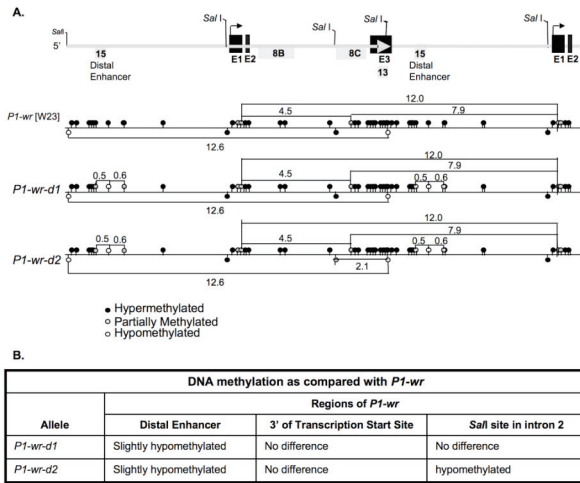 A.
SalI Sal I Sal I Sal I Sal I
5'
15 E1 E2 8B 8C E3 15 E1 E2
Distal Enhancer 13 Distal Enhancer
12.0
P1-wr [W23] 4.5 7.9
12.6
12.0
7.9
0.5 0.6 4.5 0.5 0.6
P1-wr-d1
12.6
12.0
7.9
0.5 0.6 4.5 0.5 0.6
P1-wr-d2
2.1
12.6
Hypermethylated
Partially Methylated
Hypomethylated
B.
DNA methylation as compared with P1-wr
Regions of P1-wr
Allele Distal Enhancer 3' of Transcription Start Site SalI site in intron 2
P1-wr-d1 Slightly hypomethylated No difference No difference
P1-wr-d2 Slightly hypomethylated No difference hypomethylated